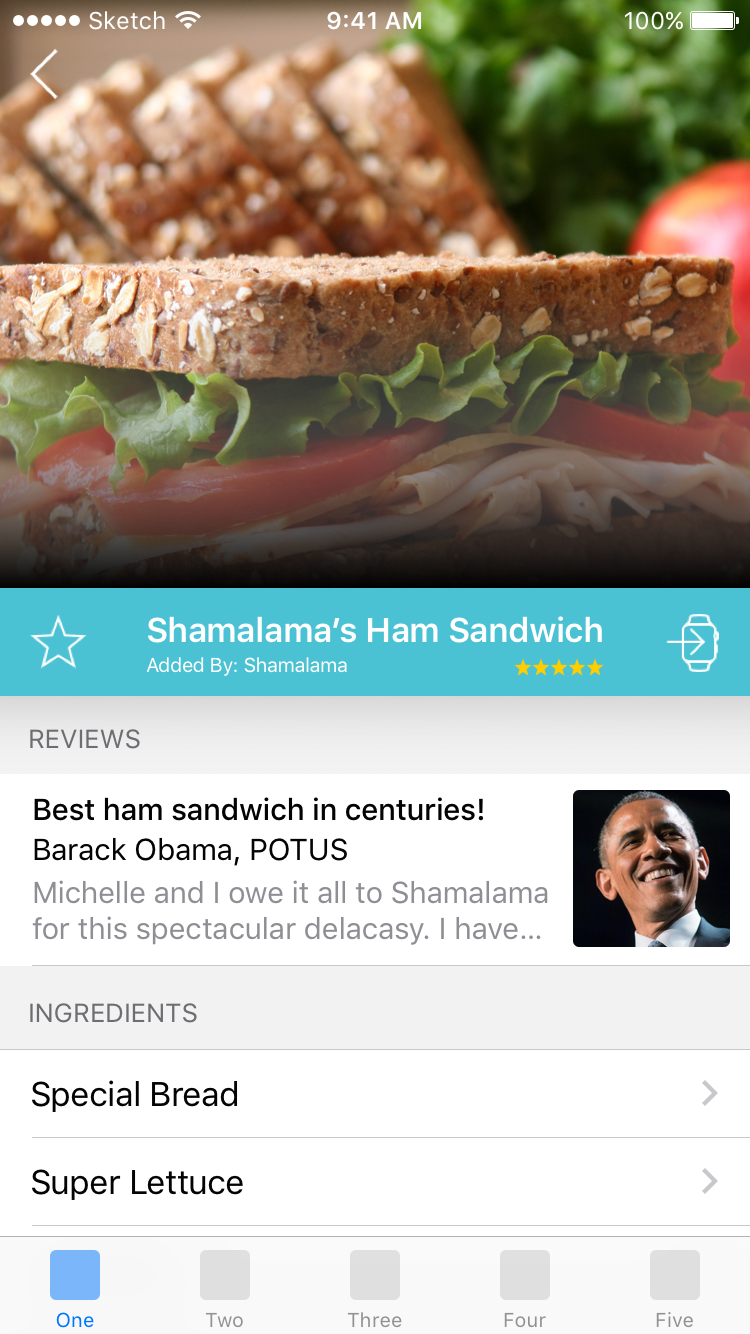 Sketch 9:41 AM 100%
Shamalama’s Ham Sandwich
Added By: Shamalama
REVIEWS
Best ham sandwich in centuries!
Barack Obama, POTUS
Michelle and I owe it all to Shamalama
for this spectacular delacasy. I have...
INGREDIENTS
Special Bread
Super Lettuce
One Two Three Four Five